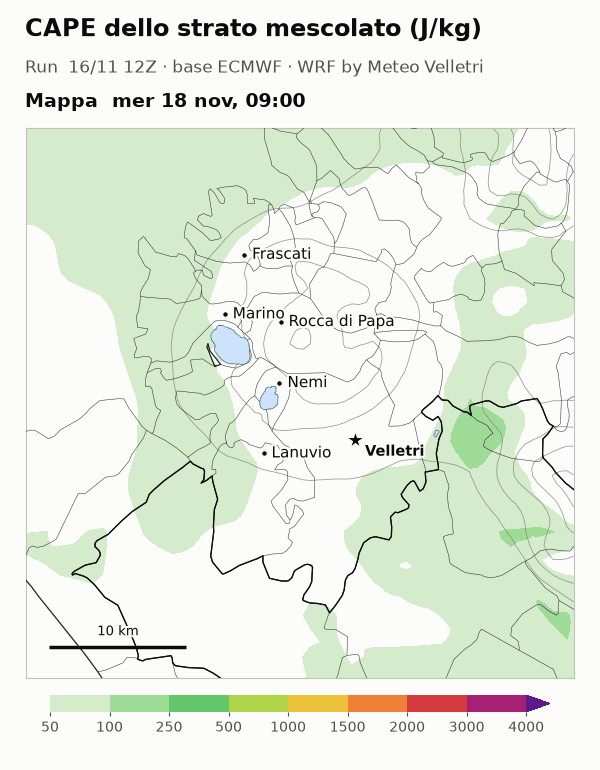 CAPE dello strato mescolato (J/kg)
Run  16/11 12Z · base ECMWF · WRF by Meteo Velletri
Mappa  mer 18 nov, 09:00
Frascati
Marino
Rocca di Papa
Nemi
Velletri
Lanuvio
10 km
50 100 250 500 1000 1500 2000 3000 4000